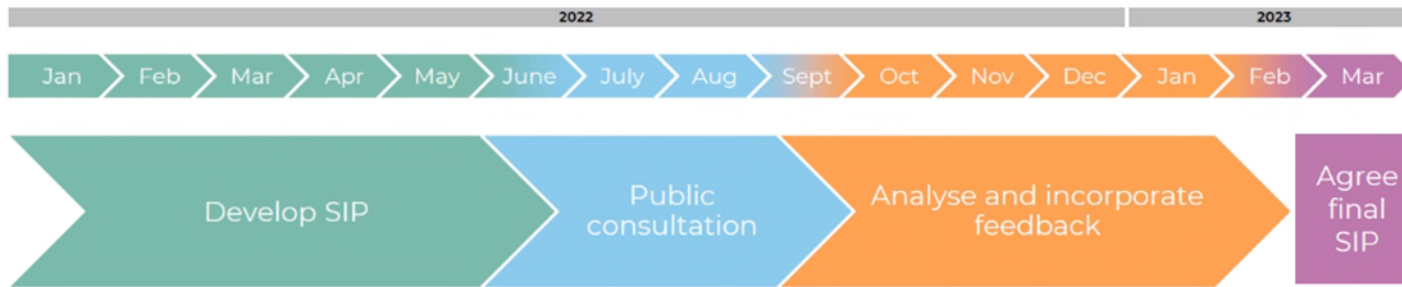 2022 2023
Jan Feb Mar Apr May June July Aug Sept Oct Nov Dec Jan Feb Mar
Develop SIP
Public
consultation
Analyse and incorporate
feedback
Agree
final
SIP